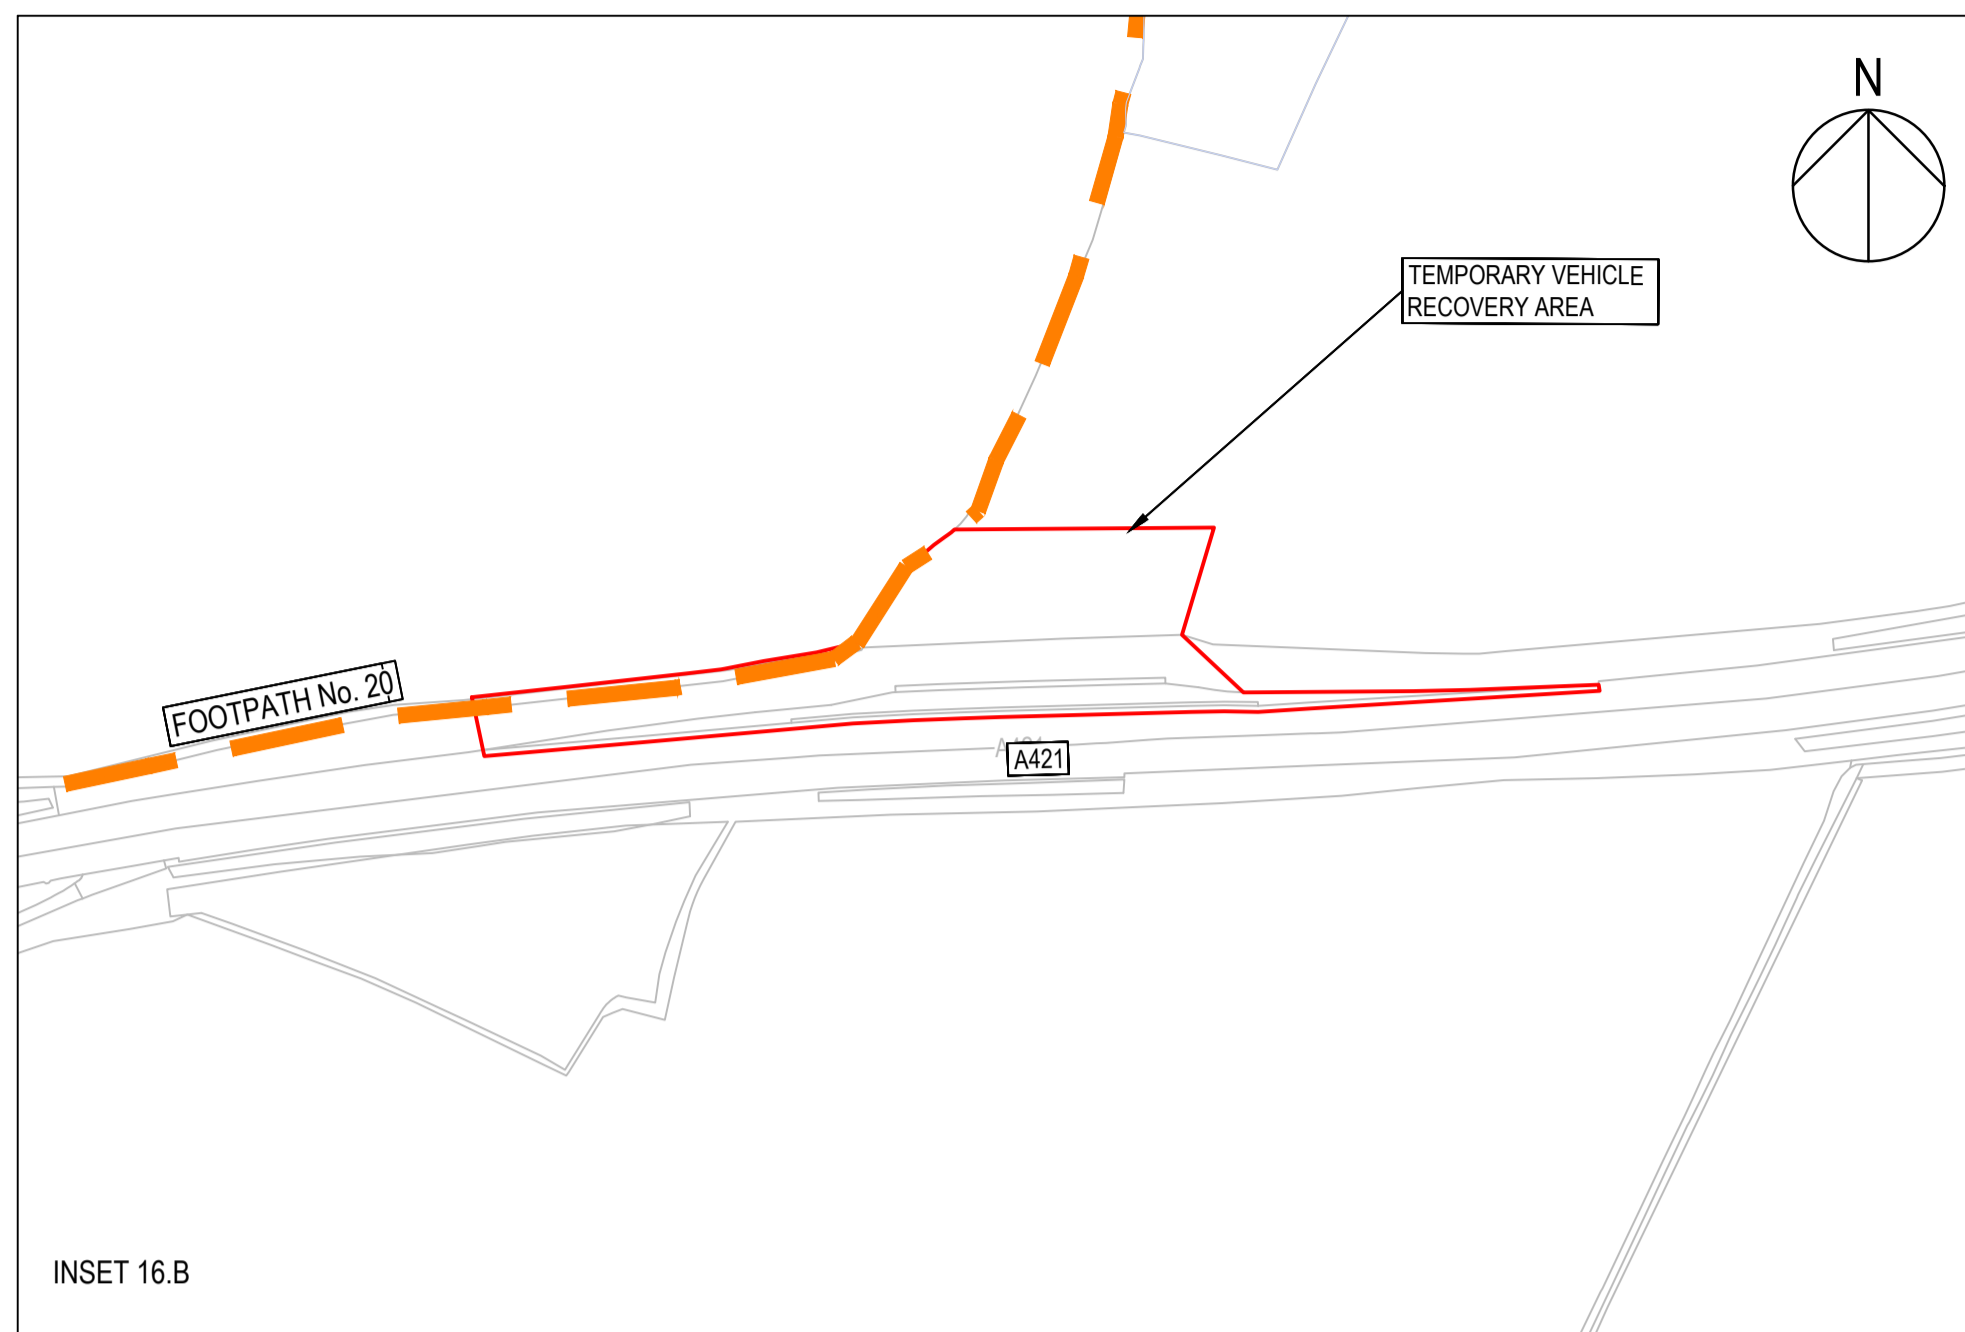 N
TEMPORARY VEHICLE
RECOVERY AREA
FOOTPATH No. 20
A421
INSET 16.B